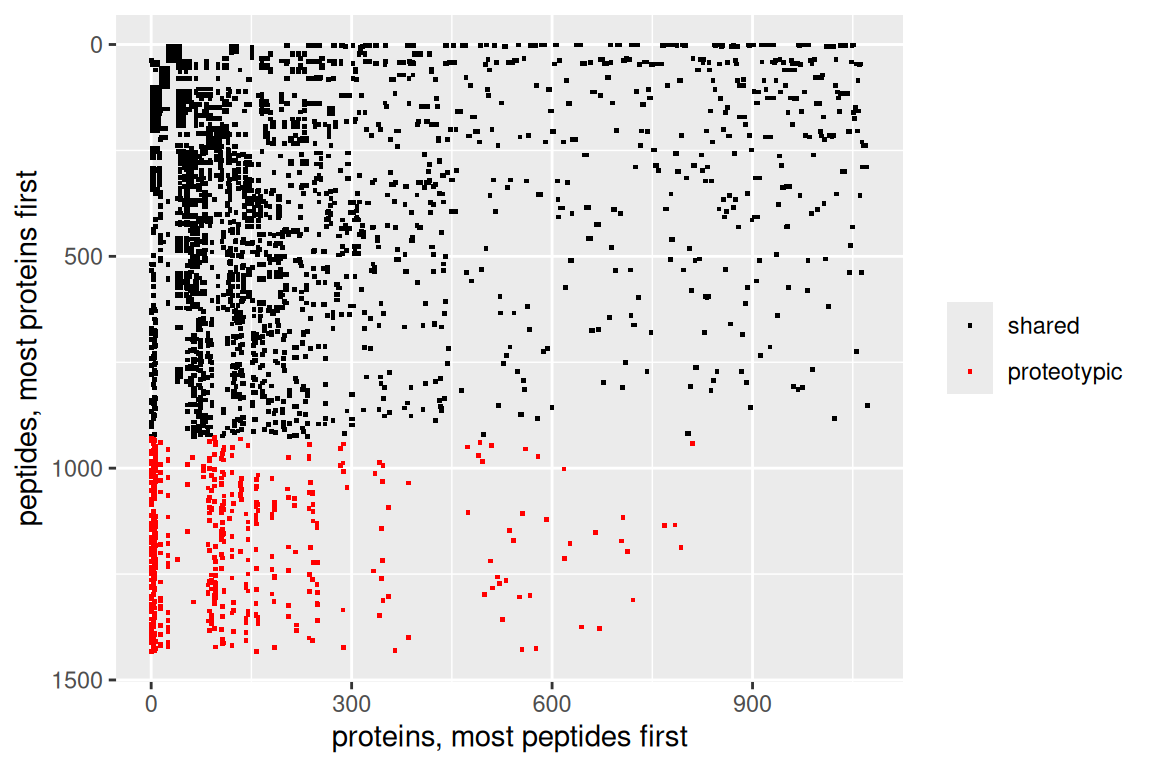 0
500
1000
1500
peptides, most proteins first
0
300
600
900
proteins, most peptides first
shared
proteotypic